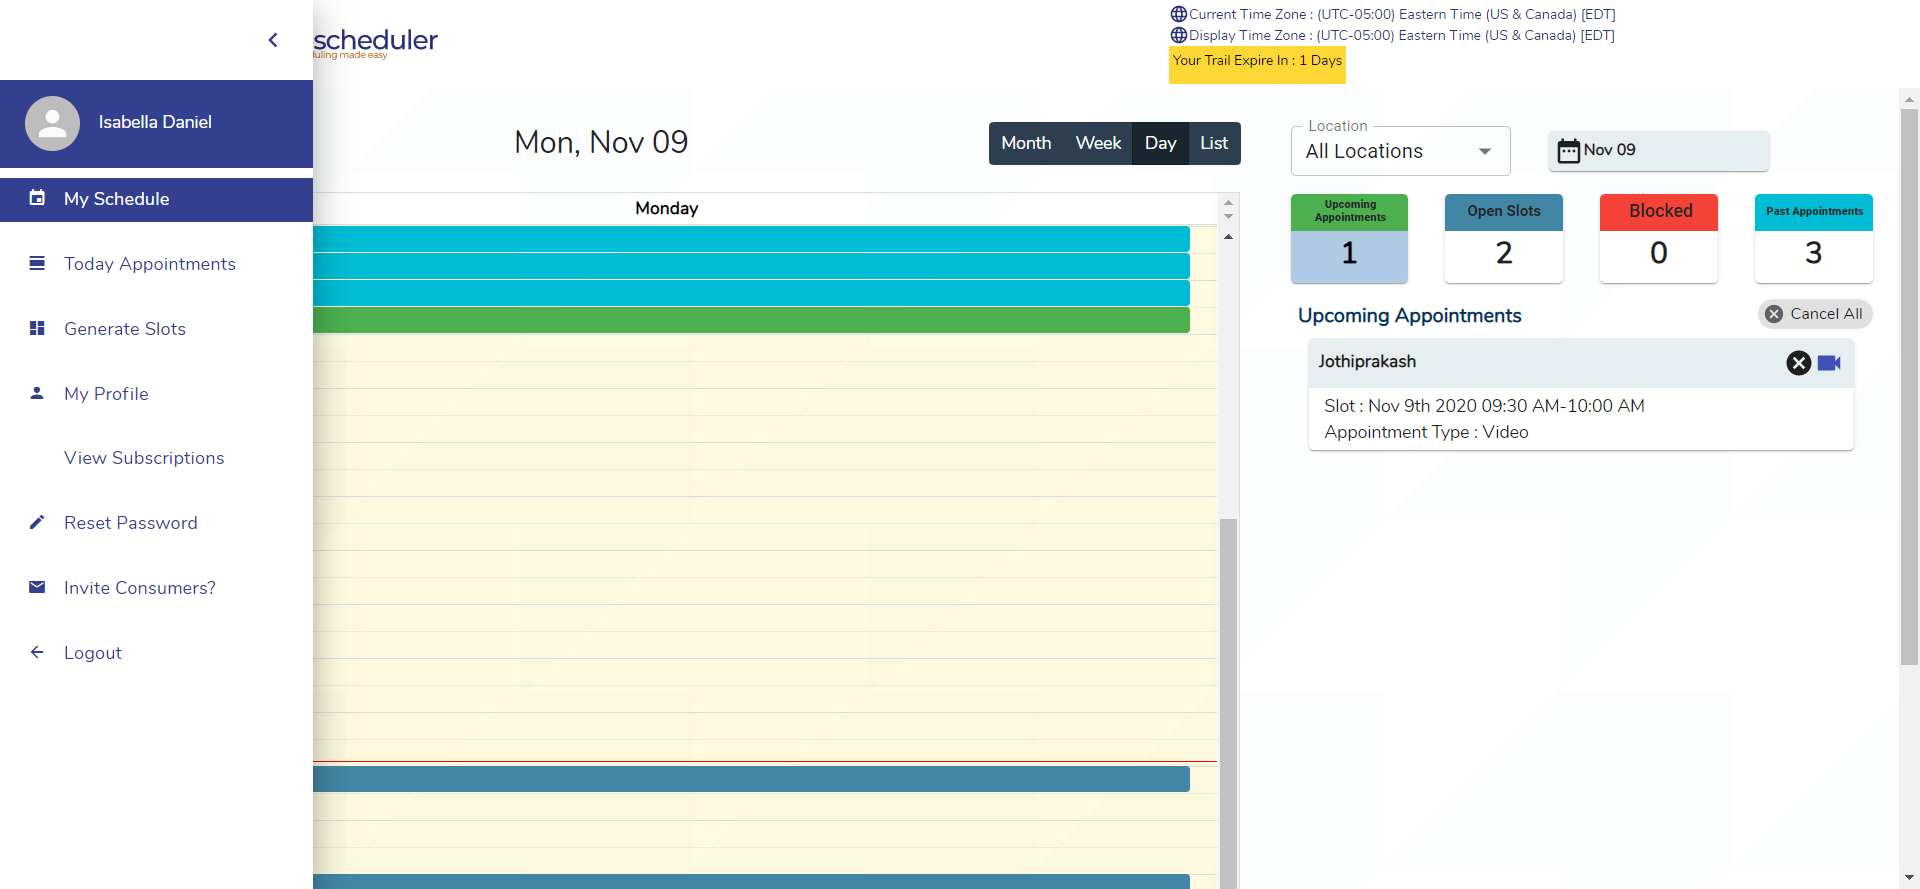 scheduler
duling made easy
Current Time Zone : (UTC-05:00) Eastern Time (US & Canada) [EDT]
Display Time Zone : (UTC-05:00) Eastern Time (US & Canada) [EDT]
Your Trail Expire In : 1 Days
Isabella Daniel
My Schedule
Today Appointments
Generate Slots
My Profile
View Subscriptions
Reset Password
Invite Consumers?
Logout
Mon, Nov 09
Month Week Day List
Monday
Location
All Locations
Nov 09
Upcoming
Appointments
1
Open Slots
2
Blocked
0
Past Appointments
3
Upcoming Appointments
Cancel All
Jothiprakash
Slot : Nov 9th 2020 09:30 AM-10:00 AM
Appointment Type : Video